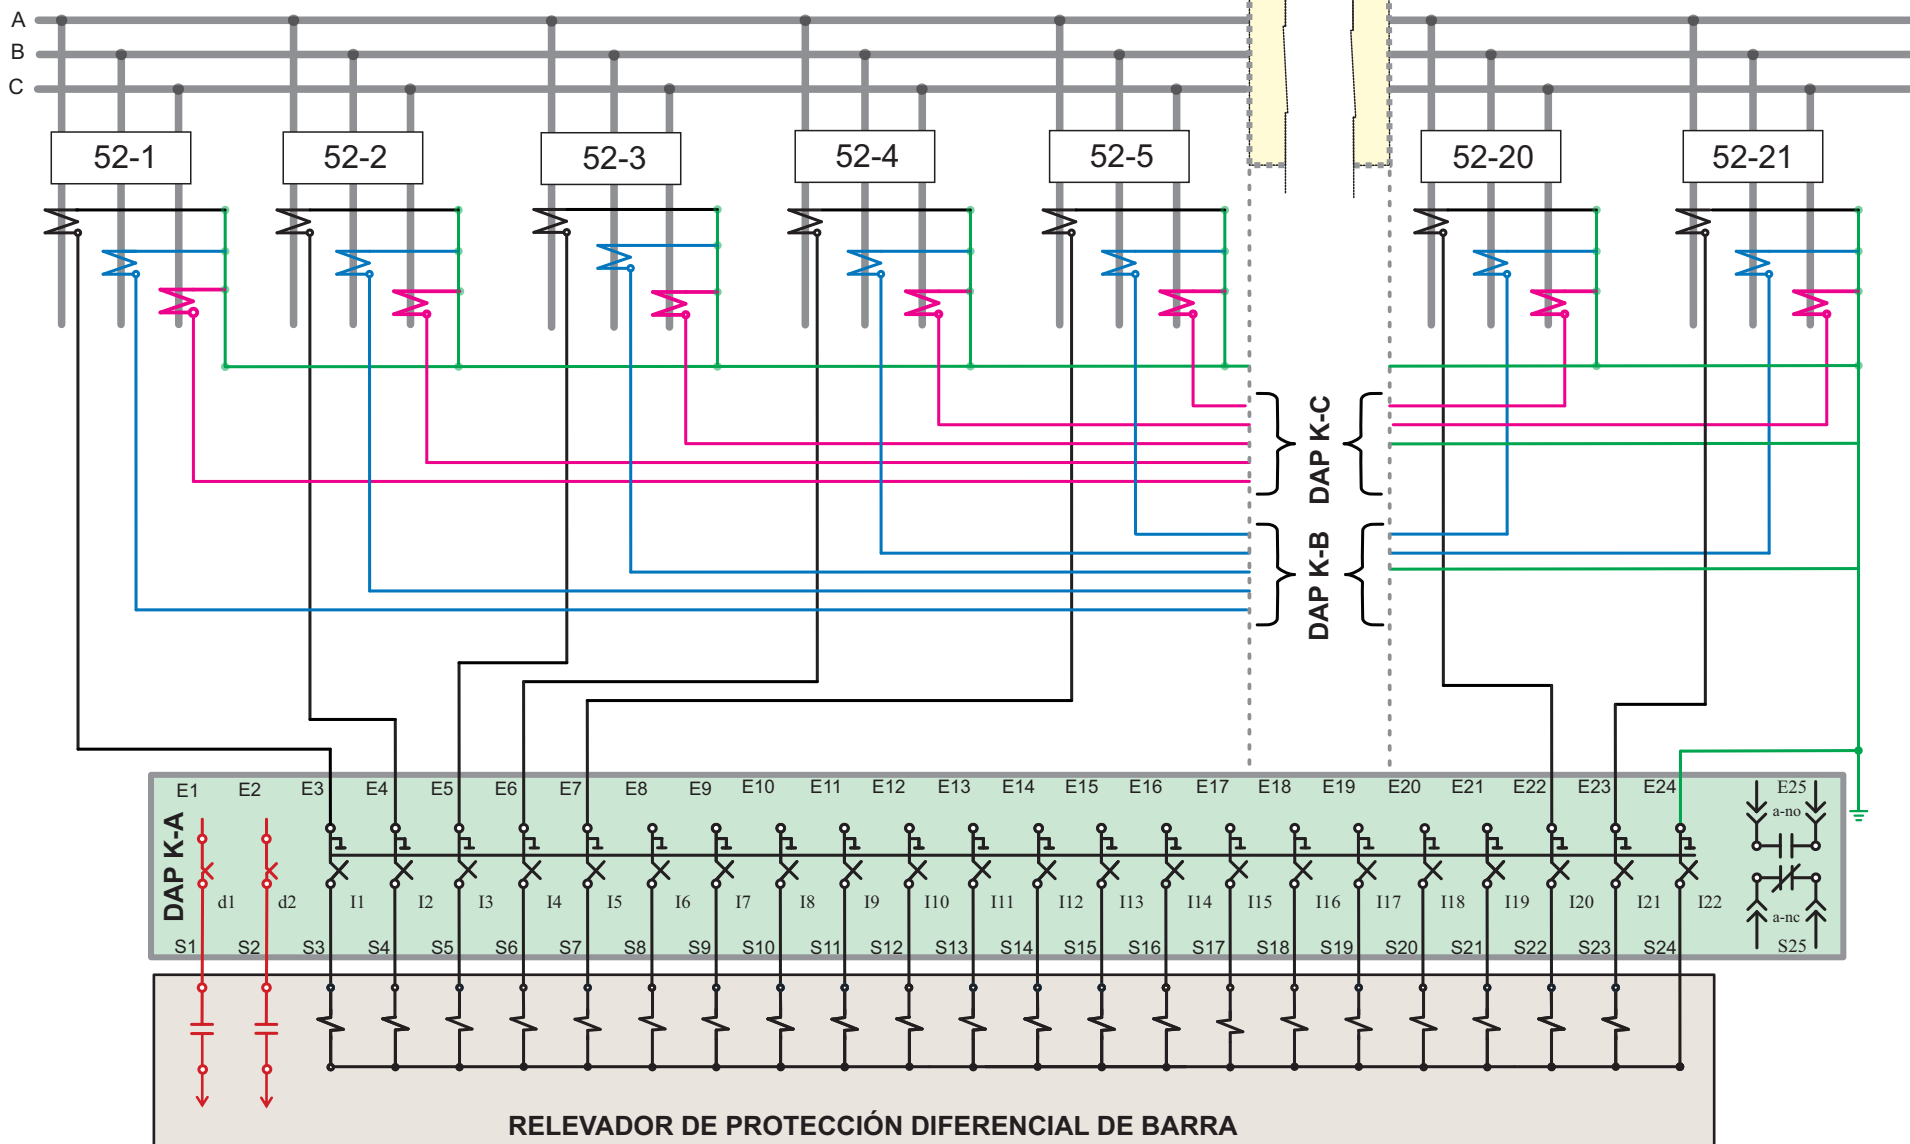 A
B
C
52-1 52-2 52-3 52-4 52-5 52-20 52-21
DAP K-C
DAP K-B
E1 E2 E3 E4 E5 E6 E7 E8 E9 E10 E11 E12 E13 E14 E15 E16 E17 E18 E19 E20 E21 E22 E23 E24 E25
a-no
DAP K-A
d1 d2 I1 I2 I3 I4 I5 I6 I7 I8 I9 I10 I11 I12 I13 I14 I15 I16 I17 I18 I19 I20 I21 I22
a-nc
S1 S2 S3 S4 S5 S6 S7 S8 S9 S10 S11 S12 S13 S14 S15 S16 S17 S18 S19 S20 S21 S22 S23 S24 S25
RELEVADOR DE PROTECCIÓN DIFERENCIAL DE BARRA